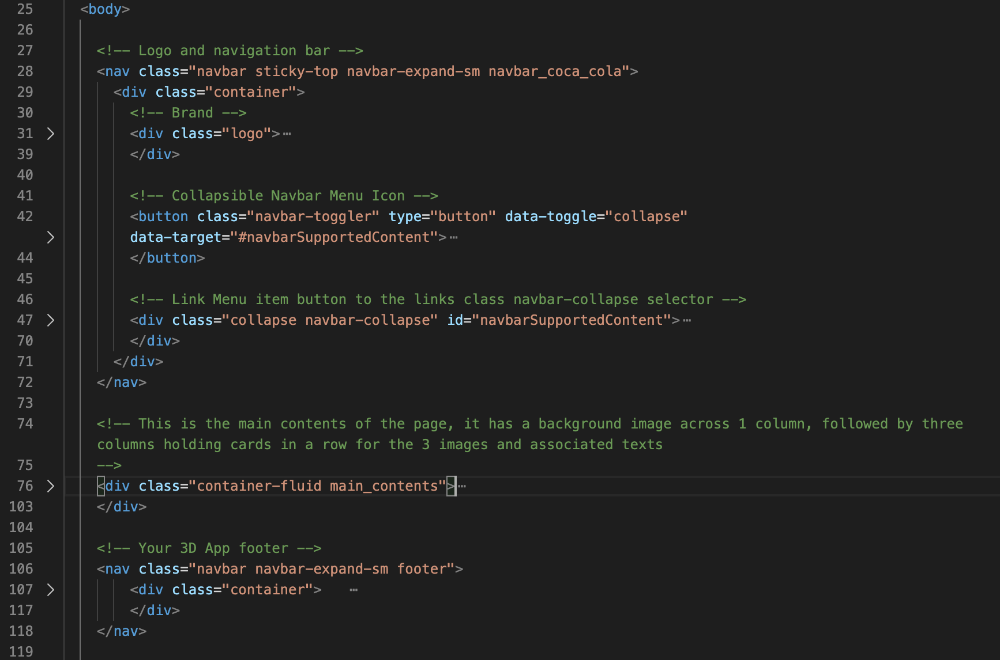 25 <body>
26
27 <!-- Logo and navigation bar -->
28 <nav class="navbar sticky-top navbar-expand-sm navbar_coca_cola">
29 <div class="container">
30 <!-- Brand -->
31 > <div class="logo">⋯
39 </div>
40
41 <!-- Collapsible Navbar Menu Icon -->
42 <button class="navbar-toggler" type="button" data-toggle="collapse"
> data-target="#navbarSupportedContent">⋯
44 </button>
45
46 <!-- Link Menu item button to the links class navbar-collapse selector -->
47 > <div class="collapse navbar-collapse" id="navbarSupportedContent">⋯
70 </div>
71 </div>
72 </nav>
73
74 <!-- This is the main contents of the page, it has a background image across 1 column, followed by three
columns holding cards in a row for the 3 images and associated texts
75 -->
76 > <div class="container-fluid main_contents">⋯
103 </div>
104
105 <!-- Your 3D App footer -->
106 <nav class="navbar navbar-expand-sm footer">
107 > <div class="container"> ⋯
117 </div>
118 </nav>
119